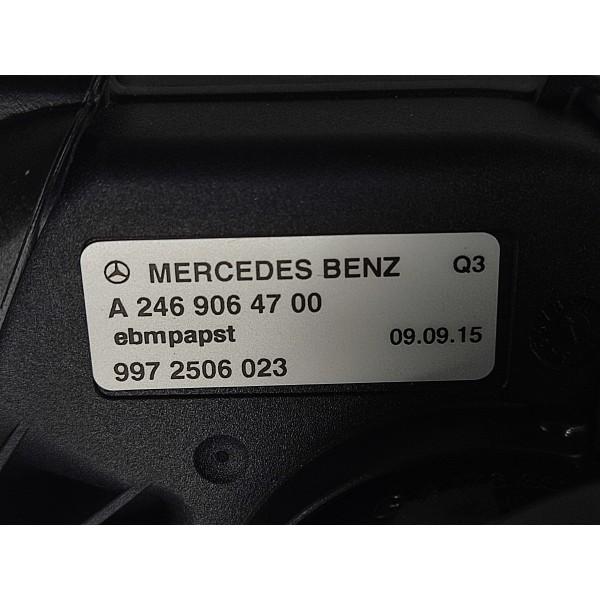 MERCEDES BENZ Q3
A 246 906 47 00
ebmpapst 09.09.15
997 2506 023